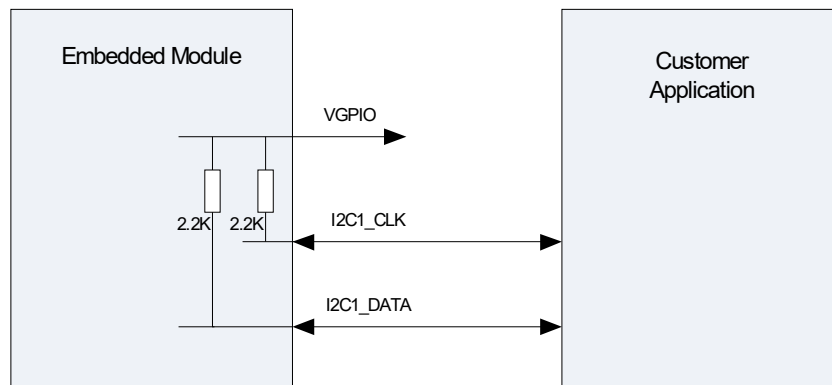 Embedded Module
Customer
Application
VGPIO
2.2K
2.2K
I2C1_CLK
I2C1_DATA